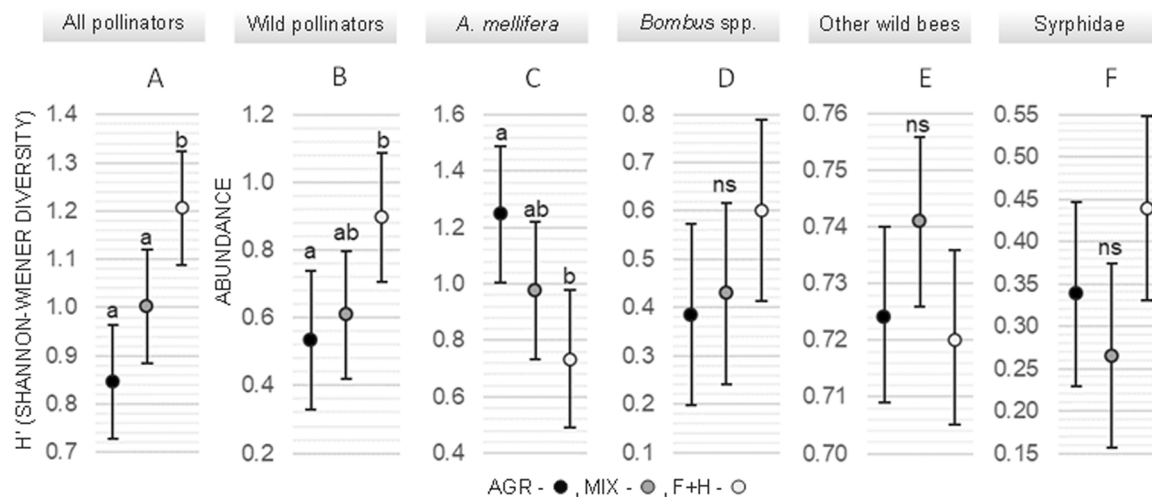 All pollinators Wild pollinators A. mellifera Bombus spp. Other wild bees Syrphidae
A B C D E F
H' (SHANNON-WIENER DIVERSITY)
1.4
1.3
1.2
1.1
1.0
0.9
0.8
0.7
a
a
b
ABUNDANCE
1.2
1.0
0.8
0.6
0.4
0.2
a
ab
b
1.6
1.4
1.2
1.0
0.8
0.6
0.4
a
ab
b
0.8
0.7
0.6
0.5
0.4
0.3
0.2
0.1
ns
0.76
0.75
0.74
0.73
0.72
0.71
0.70
ns
0.55
0.50
0.45
0.40
0.35
0.30
0.25
0.20
0.15
ns
AGR - , MIX - , F+H -